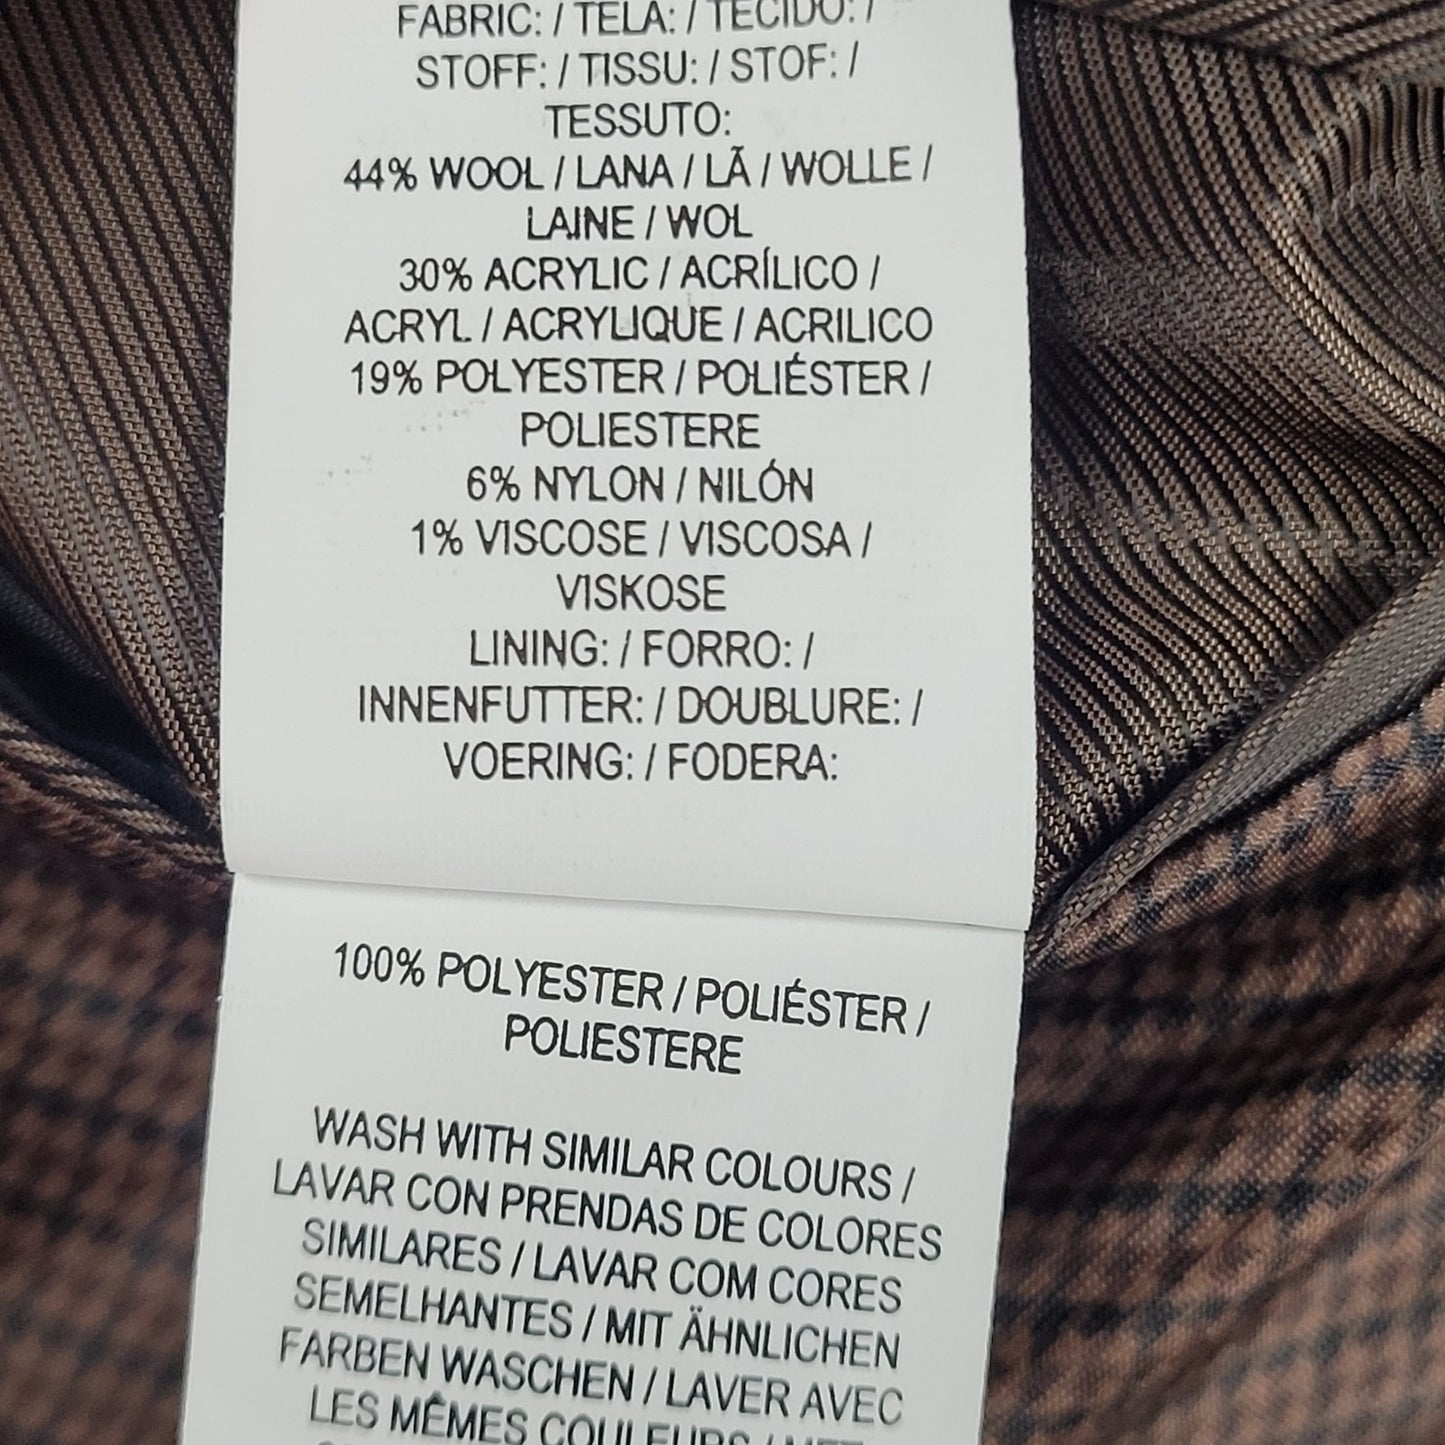 FABRIC: / TELA: / TECIDO: /
STOFF: / TISSU: / STOF: /
TESSUTO:
44% WOOL / LANA / LÃ / WOLLE /
LAINE / WOL
30% ACRYLIC / ACRÍLICO /
ACRYL / ACRYLIQUE / ACRILICO
19% POLYESTER / POLIÉSTER /
POLIESTERE
6% NYLON / NILÓN
1% VISCOSE / VISCOSA /
VISKOSE
LINING: / FORRO: /
INNENFUTTER: / DOUBLURE: /
VOERING: / FODERA:
100% POLYESTER / POLIÉSTER /
POLIESTERE
WASH WITH SIMILAR COLOURS /
LAVAR CON PRENDAS DE COLORES
SIMILARES / LAVAR COM CORES
SEMELHANTES / MIT ÄHNLICHEN
FARBEN WASCHEN / LAVER AVEC
LES MÊMES COULEURS / MET